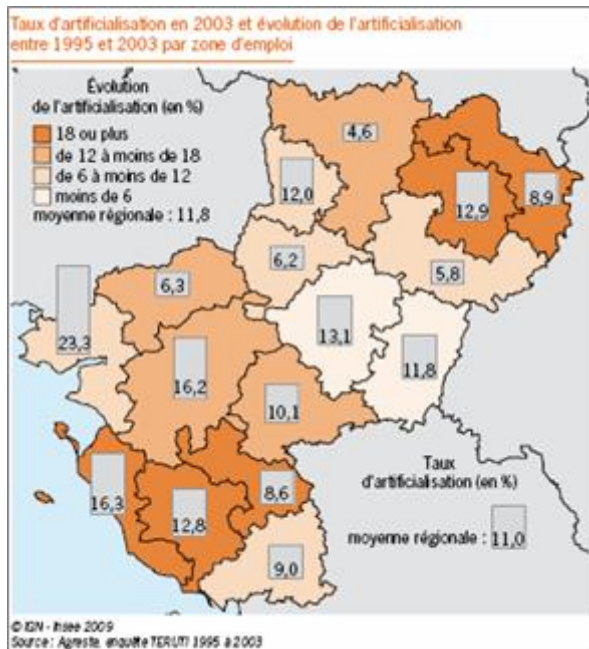 Taux d'artificialisation en 2003 et évolution de l'artificialisation
entre 1995 et 2003 par zone d'emploi
Évolution
de l'artificialisation (en %)
18 ou plus
de 12 à moins de 18
de 6 à moins de 12
moins de 6
moyenne régionale : 11,8
4,6
12,0
12,9
8,9
6,2
5,8
6,3
23,3
13,1
16,2
11,8
10,1
16,3
12,8
8,6
9,0
Taux
d'artificialisation (en %)
moyenne régionale : 11,0
© IGN - Insee 2009
Source : Agreste, enquête TERUTI 1995 à 2003